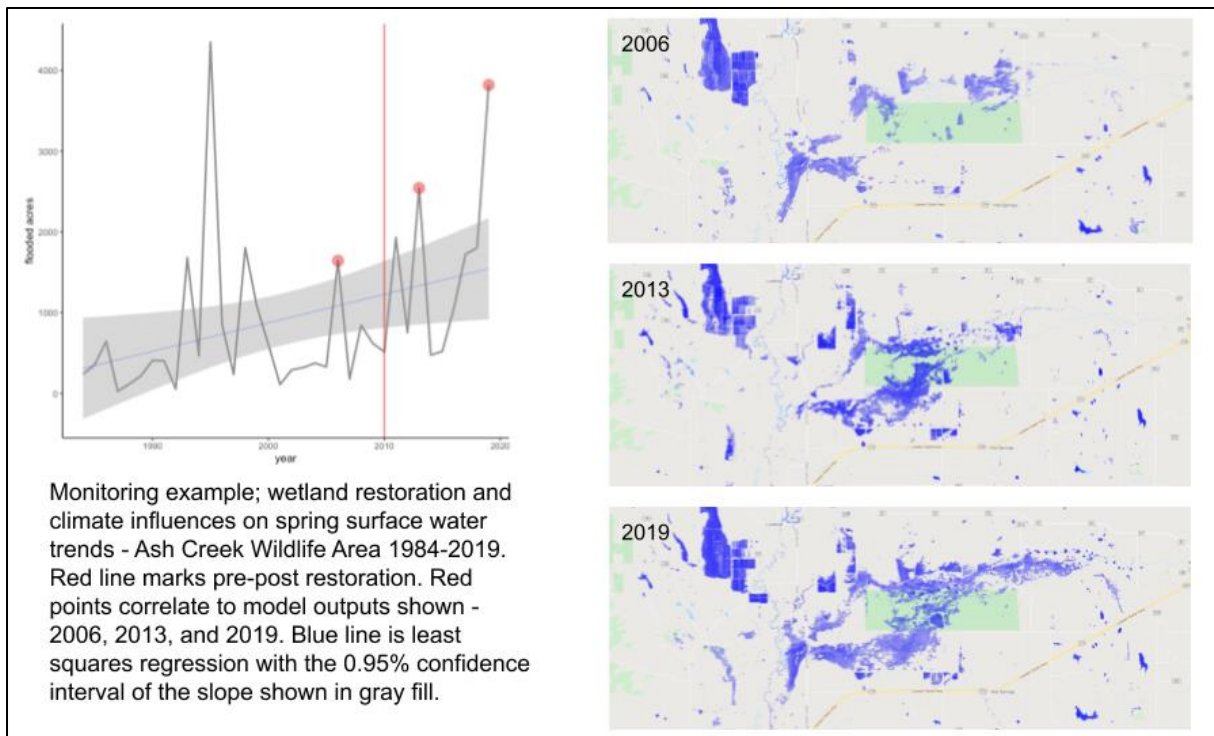 4000
3000
2000
1000
0
flooded acres
1990
2000
2010
2020
year
Monitoring example; wetland restoration and
climate influences on spring surface water
trends - Ash Creek Wildlife Area 1984-2019.
Red line marks pre-post restoration. Red
points correlate to model outputs shown -
2006, 2013, and 2019. Blue line is least
squares regression with the 0.95% confidence
interval of the slope shown in gray fill.
2006
2013
2019